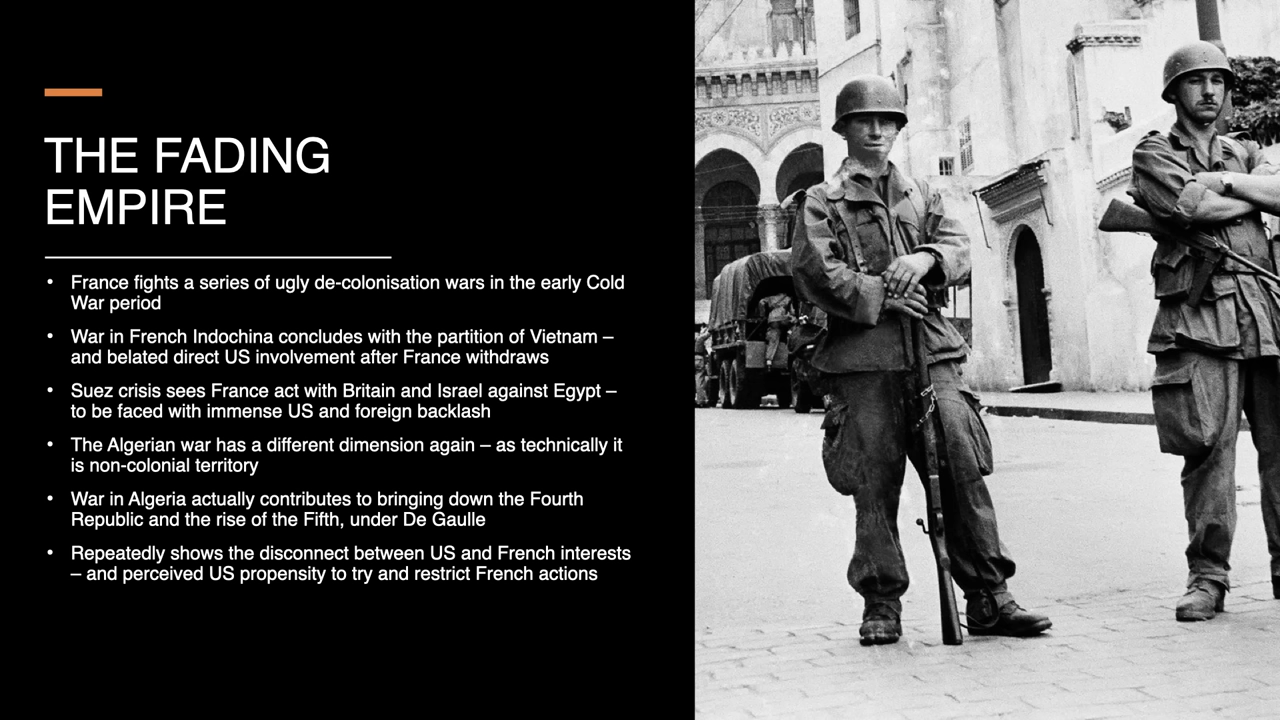 THE FADING
EMPIRE
• France fights a series of ugly de-colonisation wars in the early Cold
War period
• War in French Indochina concludes with the partition of Vietnam –
and belated direct US involvement after France withdraws
• Suez crisis sees France act with Britain and Israel against Egypt –
to be faced with immense US and foreign backlash
• The Algerian war has a different dimension again – as technically it
is non-colonial territory
• War in Algeria actually contributes to bringing down the Fourth
Republic and the rise of the Fifth, under De Gaulle
• Repeatedly shows the disconnect between US and French interests
– and perceived US propensity to try and restrict French actions